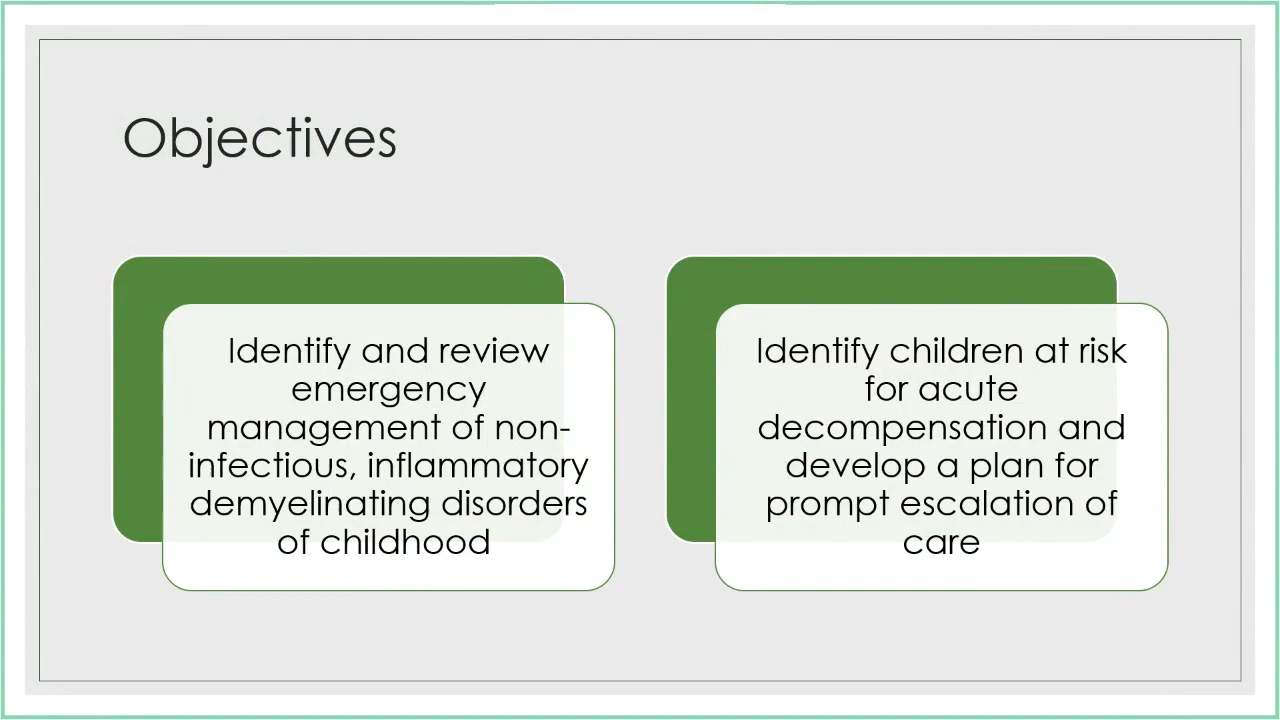 Objectives
Identify and review
emergency
management of non-
infectious, inflammatory
demyelinating disorders
of childhood
Identify children at risk
for acute
decompensation and
develop a plan for
prompt escalation of
care